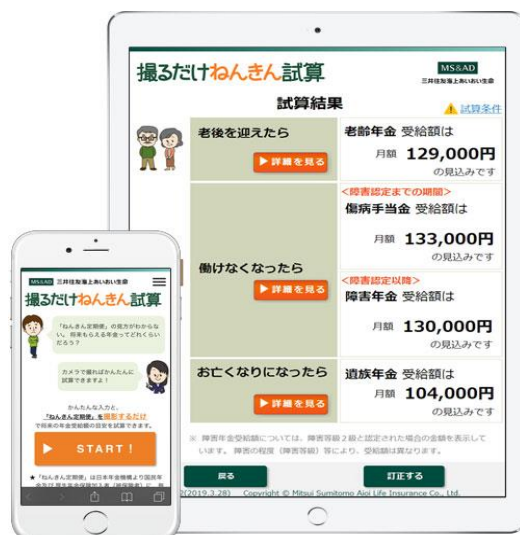 撮るだけねんきん試算
MS&AD
三井住友海上あいおい生命
試算結果
試算条件
老後を迎えたら
▶詳細を見る
老齢年金 受給額は
月額 129,000円
の見込みです
働けなくなったら
▶詳細を見る
<障害認定までの期間>
傷病手当金 受給額は
月額 133,000円
の見込みです
<障害認定以降>
障害年金 受給額は
月額 130,000円
の見込みです
お亡くなりになったら
▶詳細を見る
遺族年金 受給額は
月額 104,000円
の見込みです
※ 障害年金受給額については、障害等級2級と認定された場合の金額を表示して
います。 障害の程度（障害等級）等により、受給額は異なります。
戻る
訂正する
(2019.3.28) Copyright © Mitsui Sumitomo Aioi Life Insurance Co., Ltd.
MS&AD 三井住友海上あいおい生命
撮るだけねんきん試算
「ねんきん定期便」の見方がわからな
い。 将来もらえる年金ってどれくらい
だろう？
カメラで撮ればかんたんに
試算できますよ！
かんたんな入力と、
「ねんきん定期便」を撮影するだけ
で将来の年金受給額の目安を試算できます。
▶ START!
★「ねんきん定期便」は日本年金機構より国民年